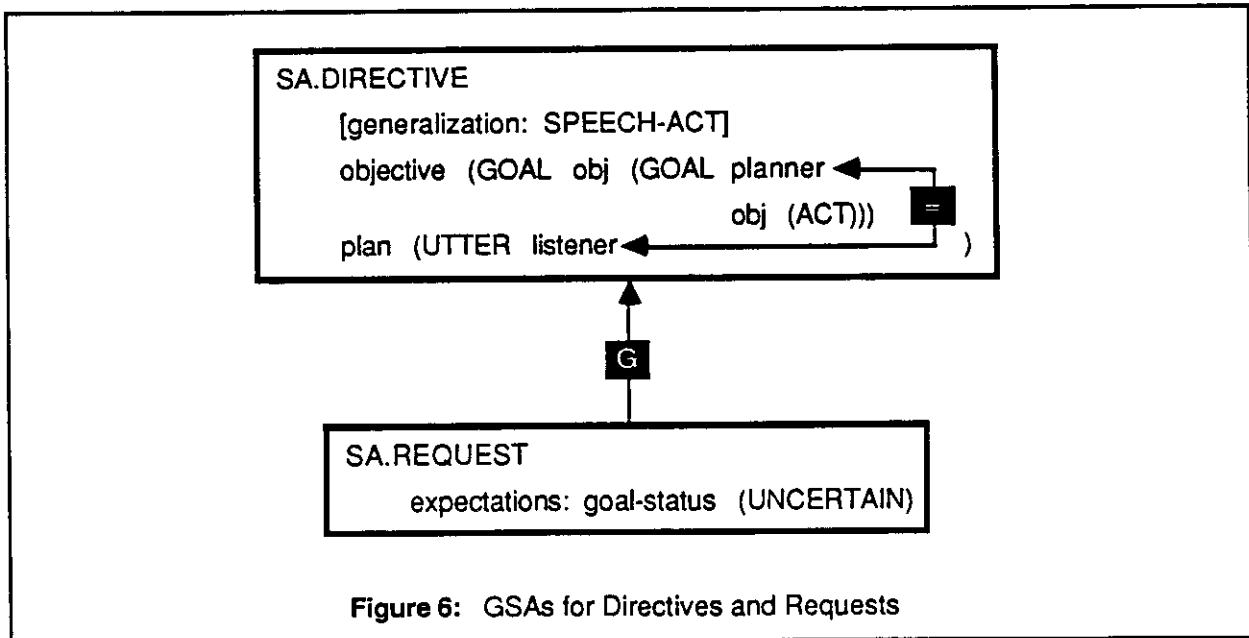 SA.DIRECTIVE
[generalization: SPEECH-ACT]
objective (GOAL obj (GOAL planner
obj (ACT)))
=
plan (UTTER listener )
G
SA.REQUEST
expectations: goal-status (UNCERTAIN)
Figure 6: GSAs for Directives and Requests